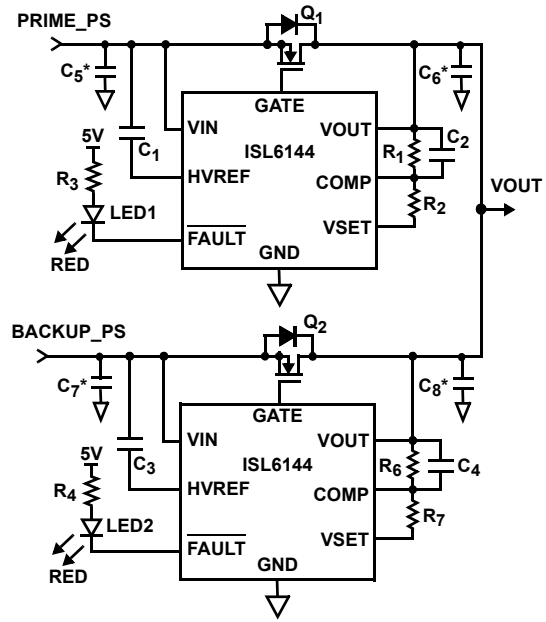 PRIME_PS
Q1
C5*
C6*
GATE
VIN
VOUT
ISL6144
C1
R1
C2
5V
HVREF
COMP
VOUT
R3
R2
LED1
VSET
FAULT
GND
RED
BACKUP_PS
Q2
C7*
C8*
GATE
VIN
VOUT
ISL6144
C3
R6
C4
5V
HVREF
COMP
R4
R7
LED2
VSET
FAULT
GND
RED